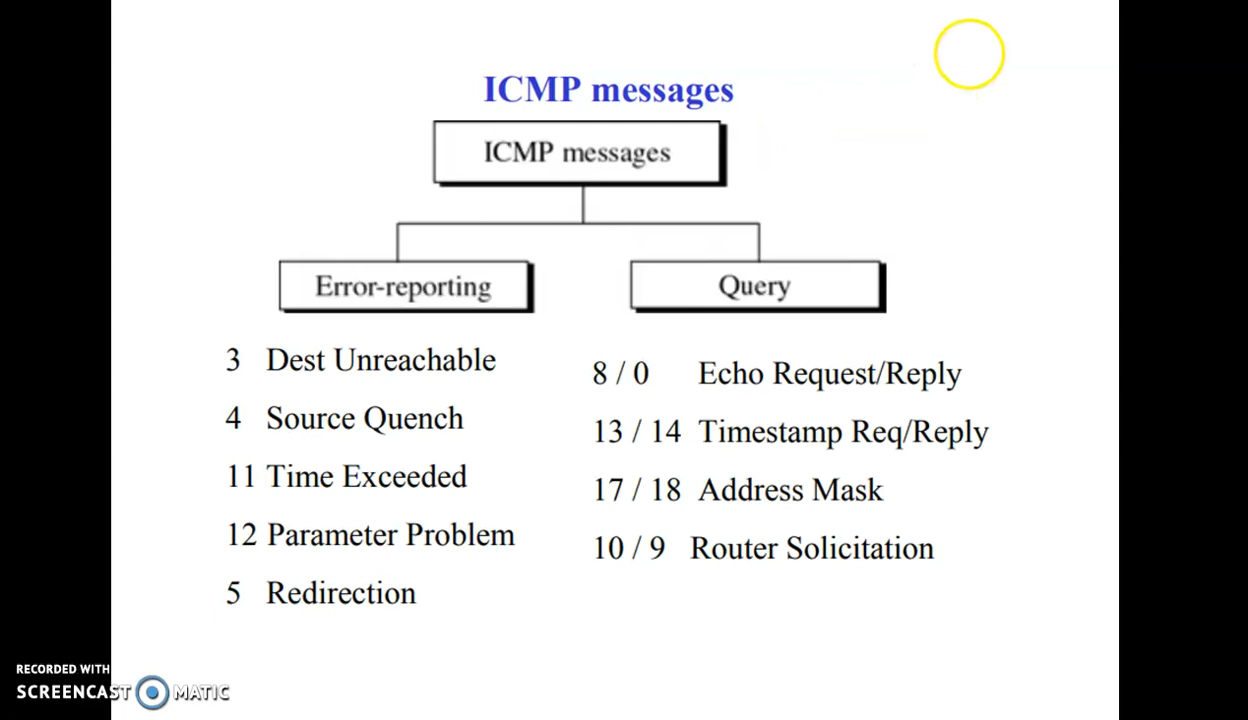 ICMP messages
ICMP messages
Error-reporting
Query
3 Dest Unreachable
4 Source Quench
11 Time Exceeded
12 Parameter Problem
5 Redirection
8 / 0 Echo Request/Reply
13 / 14 Timestamp Req/Reply
17 / 18 Address Mask
10 / 9 Router Solicitation
RECORDED WITH
SCREENCAST MATIC